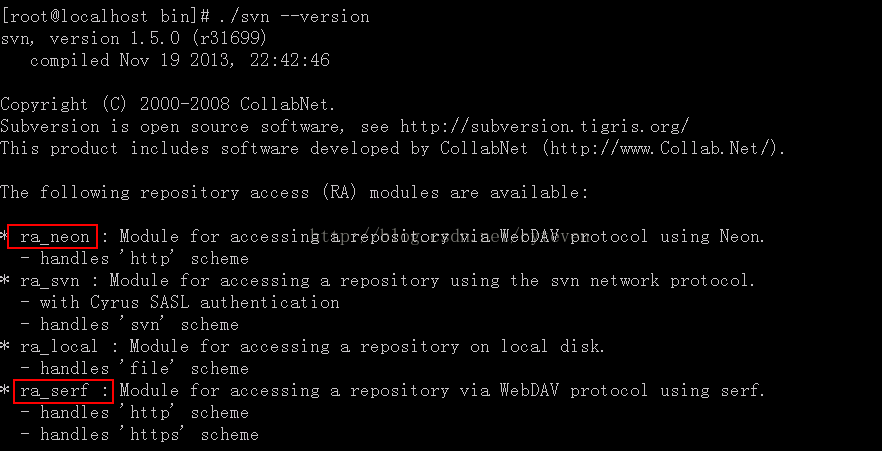 [root@localhost bin]# ./svn --version
svn, version 1.5.0 (r31699)
   compiled Nov 19 2013, 22:42:46

Copyright (C) 2000-2008 CollabNet.
Subversion is open source software, see http://subversion.tigris.org/
This product includes software developed by CollabNet (http://www.Collab.Net/).

The following repository access (RA) modules are available:

* ra_neon : Module for accessing a repository via WebDAV protocol using Neon.
  - handles 'http' scheme
* ra_svn : Module for accessing a repository using the svn network protocol.
  - with Cyrus SASL authentication
  - handles 'svn' scheme
* ra_local : Module for accessing a repository on local disk.
  - handles 'file' scheme
* ra_serf : Module for accessing a repository via WebDAV protocol using serf.
  - handles 'http' scheme
  - handles 'https' scheme